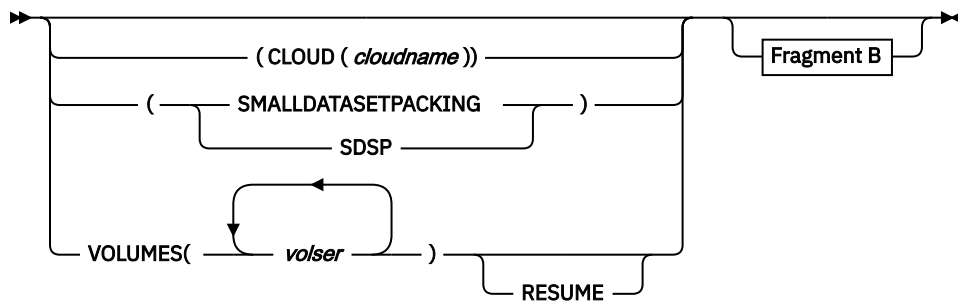 ( CLOUD ( cloudname ))
Fragment B
( SMALLDATASETPACKING )
SDSP
VOLUMES( volser )
RESUME